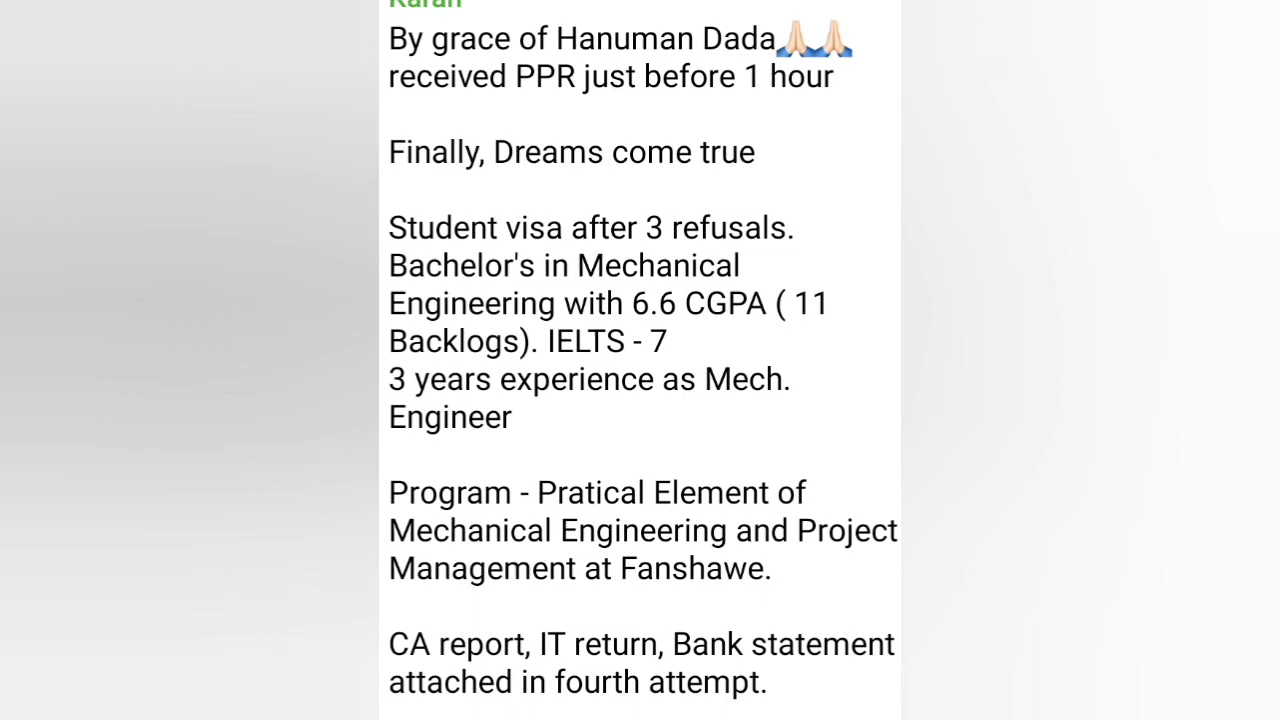 Karan
By grace of Hanuman Dada🙏🏻🙏🏻
received PPR just before 1 hour
Finally, Dreams come true
Student visa after 3 refusals.
Bachelor's in Mechanical
Engineering with 6.6 CGPA ( 11
Backlogs). IELTS - 7
3 years experience as Mech.
Engineer
Program - Pratical Element of
Mechanical Engineering and Project
Management at Fanshawe.
CA report, IT return, Bank statement
attached in fourth attempt.